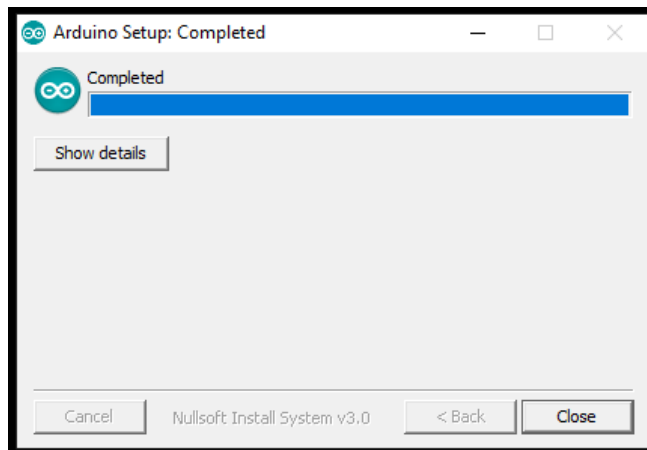 Arduino Setup: Completed
Completed
Show details
Cancel Nullsoft Install System v3.0 < Back Close